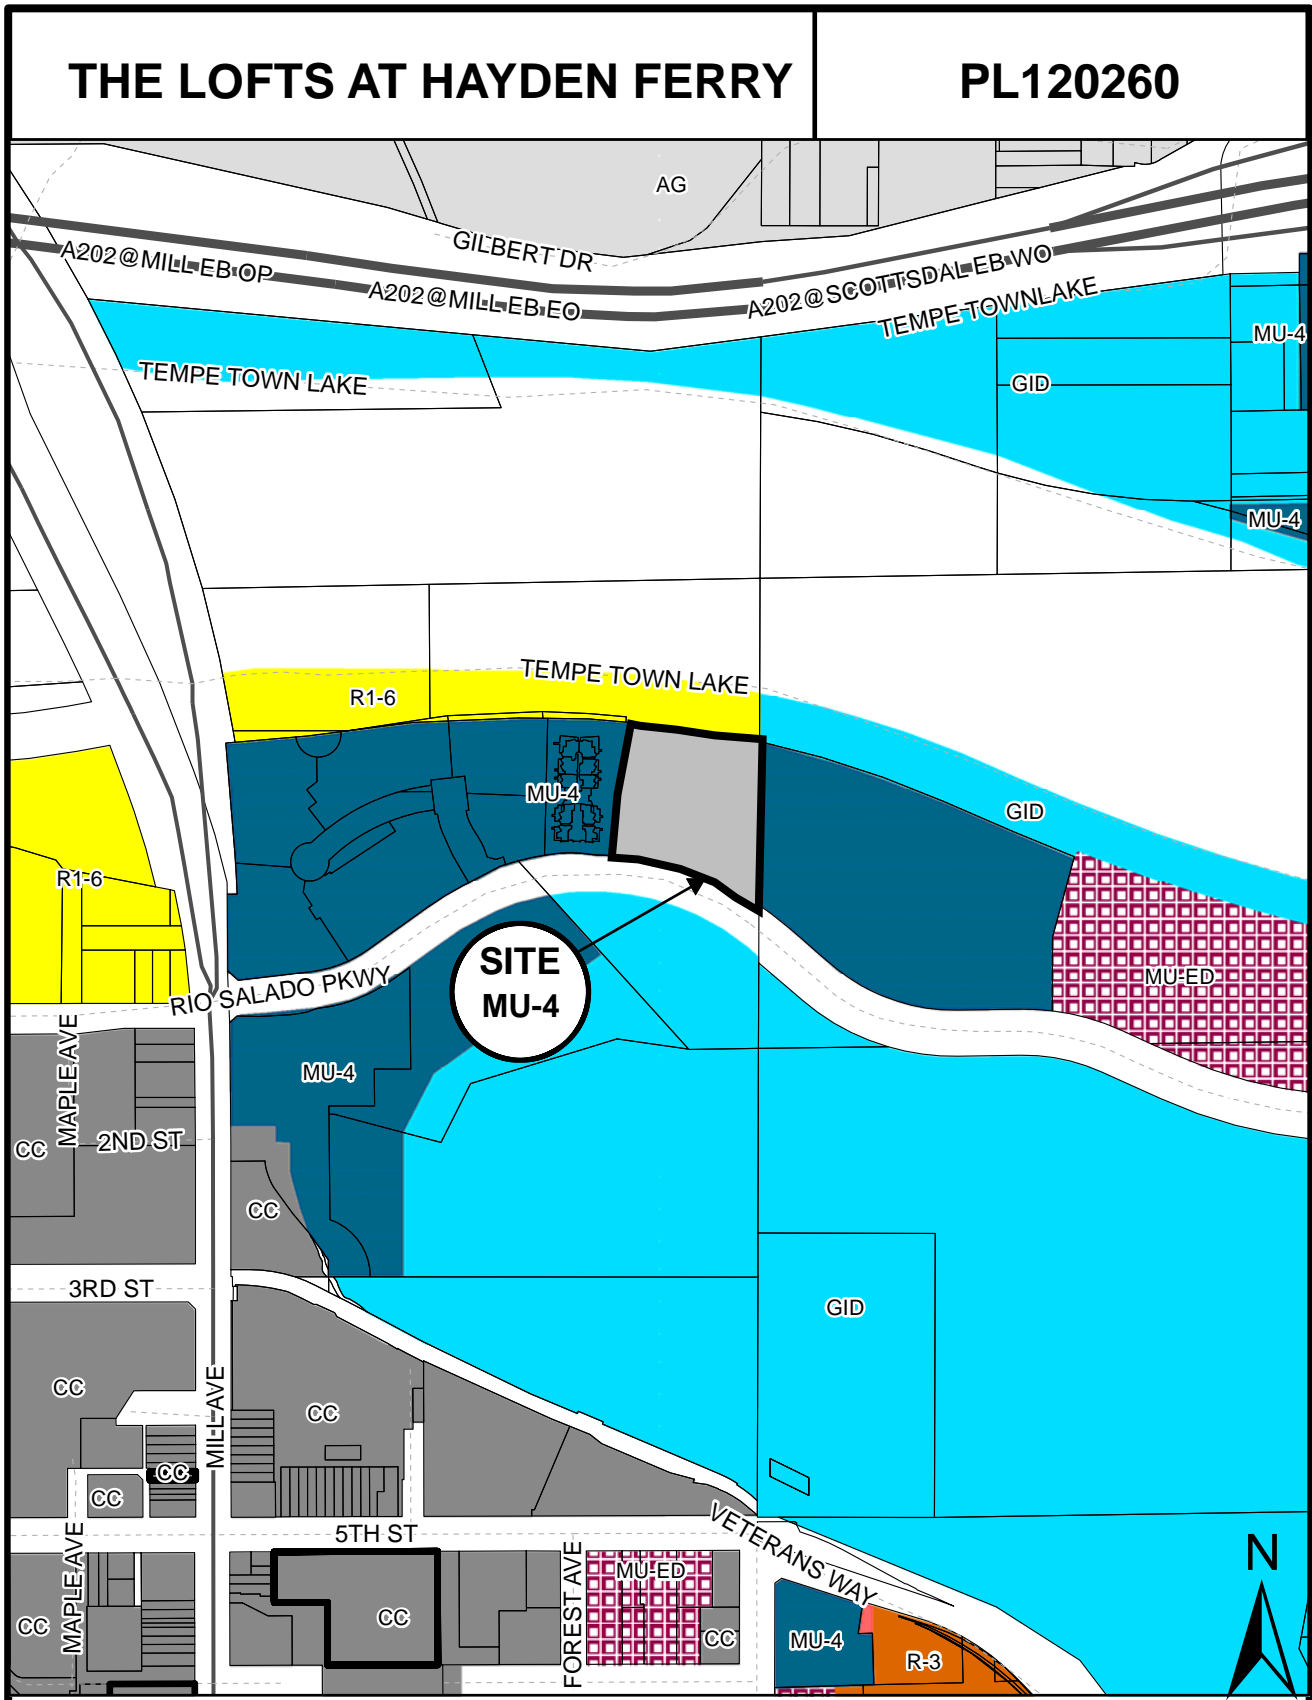 THE LOFTS AT HAYDEN FERRY
PL120260
AG
GILBERT DR
A202@MILL EB OP
A202@MILL EB EO
A202@SCOTTSDAL EB WO
TEMPE TOWNLAKE
MU-4
TEMPE TOWN LAKE
GID
MU-4
TEMPE TOWN LAKE
R1-6
MU-4
GID
R1-6
SITE
MU-4
MU-ED
RIO SALADO PKWY
MAPLE AVE
MU-4
2ND ST
CC
CC
3RD ST
GID
CC
MILL AVE
CC
CC
CC
VETERANS WAY
5TH ST
MAPLE AVE
FOREST AVE
MU-ED
N
CC
CC
CC
MU-4
R-3